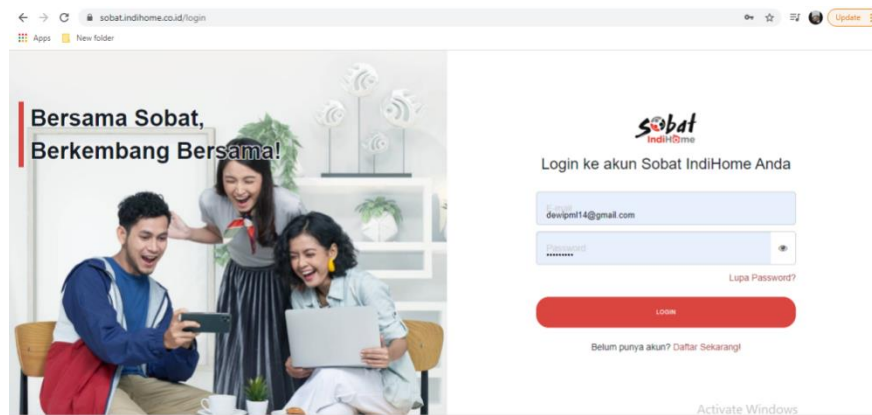 sobat.indihome.co.id/login
Update
Apps
New folder
Bersama Sobat,
Berkembang Bersama!
Sobat
IndiHome
Login ke akun Sobat IndiHome Anda
E-mail
dewipml14@gmail.com
Password
Lupa Password?
LOGIN
Belum punya akun? Daftar Sekarang!
Activate Windows